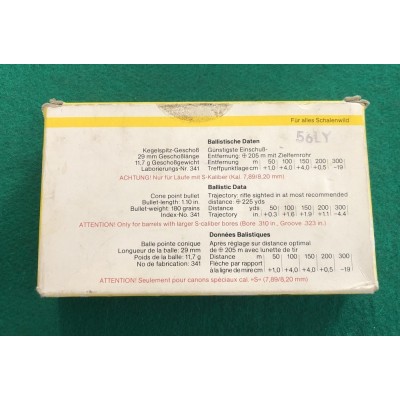 Für alles Schalenwild
56LY
Ballistische Daten
Kegelspitz-Geschoß Günstigste Einschuß-
29 mm Geschoßlänge Entfernung: ⊕ 205 m mit Zielfernrohr
11,7 g Geschoßgewicht Entfernung m 50 100 150 200 300
Laborierungs-Nr. 341 Treffpunktlage cm +1,0 +4,0 +4,0 +0,5 –19
ACHTUNG! Nur für Läufe mit S-Kaliber (Kal. 7,89/8,20 mm)
Ballistic Data
Cone point bullet Trajectory: rifle sighted in at most recommended
Bullet-length: 1.10 in. distance: ⊕ 225 yds
Bullet-weight: 180 grains Distance yds 50 100 150 200 300
Index-No. 341 Trajectory in. +0.3 +1.6 +1.9 +1.1 –4.4
ATTENTION! Only for barrels with larger S-caliber bores (Bore .310 in., Groove .323 in.)
Données Balistiques
Balle pointe conique Après réglage sur distance optimal
Longueur de la balle: 29 mm de ⊕ 205 m avec lunette de tir
Poids de la balle: 11,7 g Distance m 50 100 150 200 300
No de fabrication: 341 Flèche par rapport
à la ligne de mire cm +1,0 +4,0 +4,0 +0,5 –19
ATTENTION! Seulement pour canons spéciaux cal. «S» (7,89/8,20 mm)